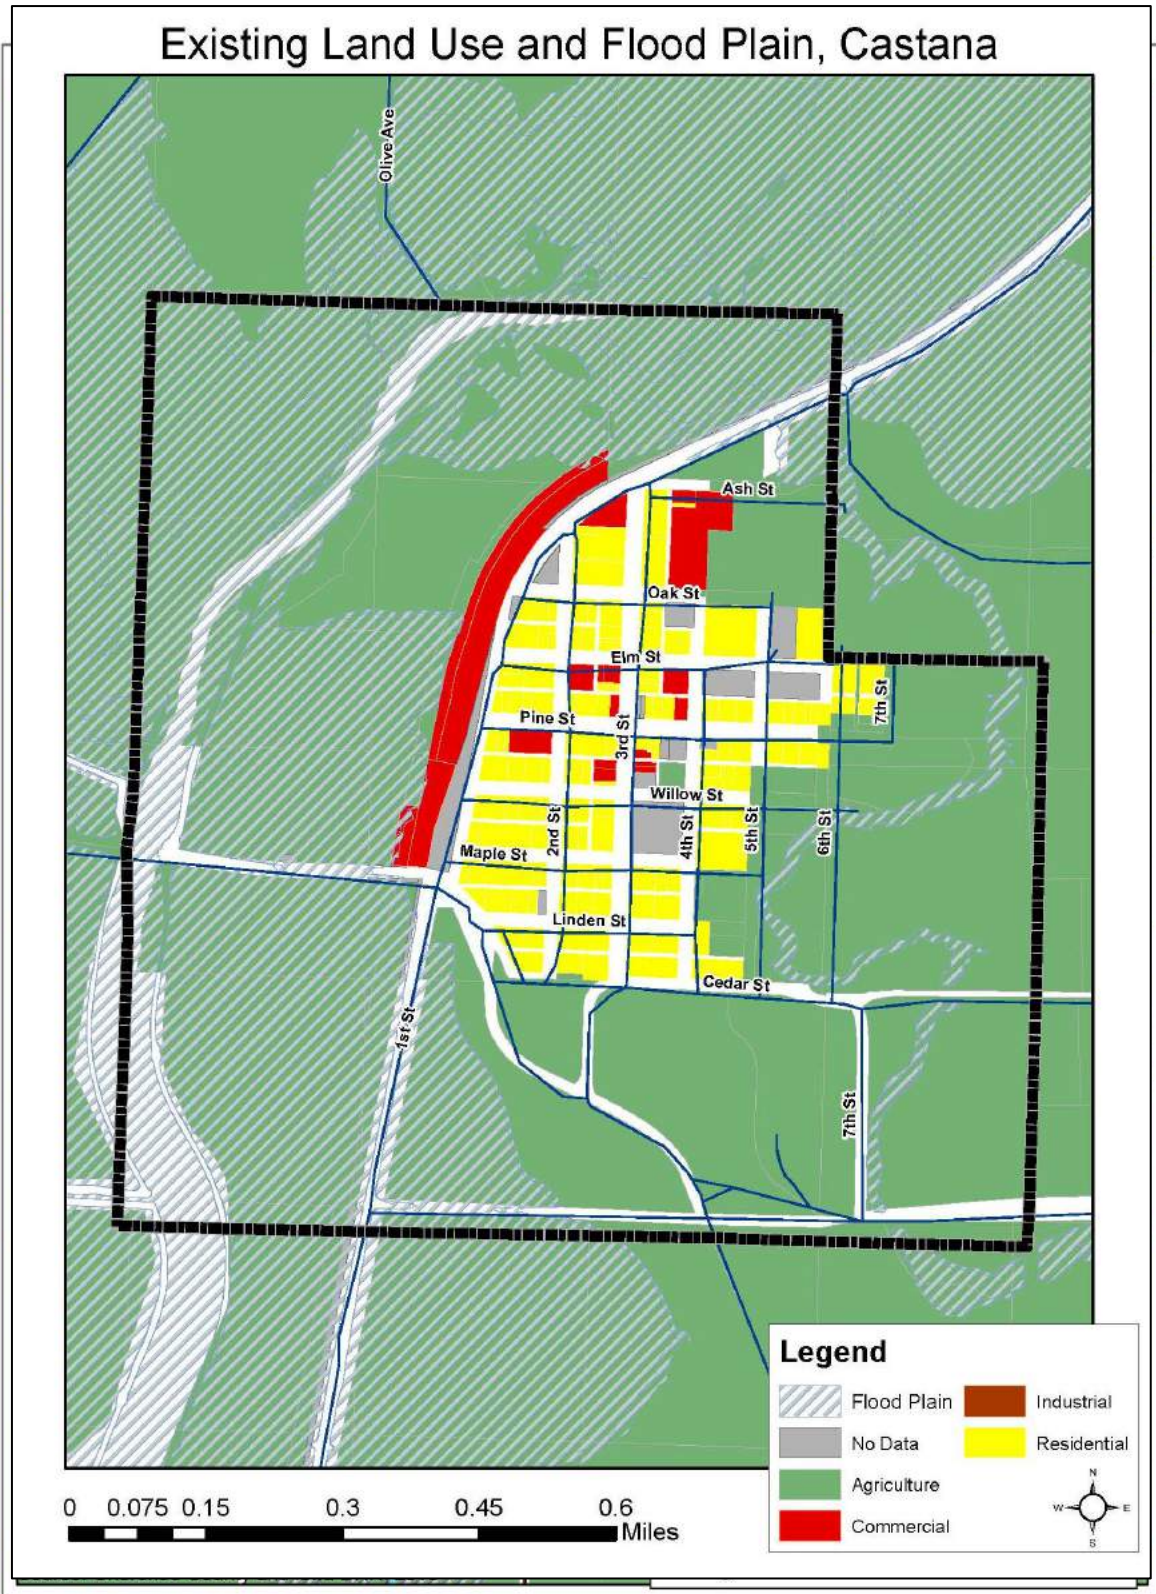 Existing Land Use and Flood Plain, Castana
Olive Ave
Ash St
Oak St
Elm St
7th St
Pine St
3rd St
Willow St
2nd St
4th St
5th St
6th St
Maple St
Linden St
Cedar St
1st St
7th St
Legend
Flood Plain
Industrial
No Data
Residential
Agriculture
Commercial
N
W E
S
0 0.075 0.15 0.3 0.45 0.6
Miles